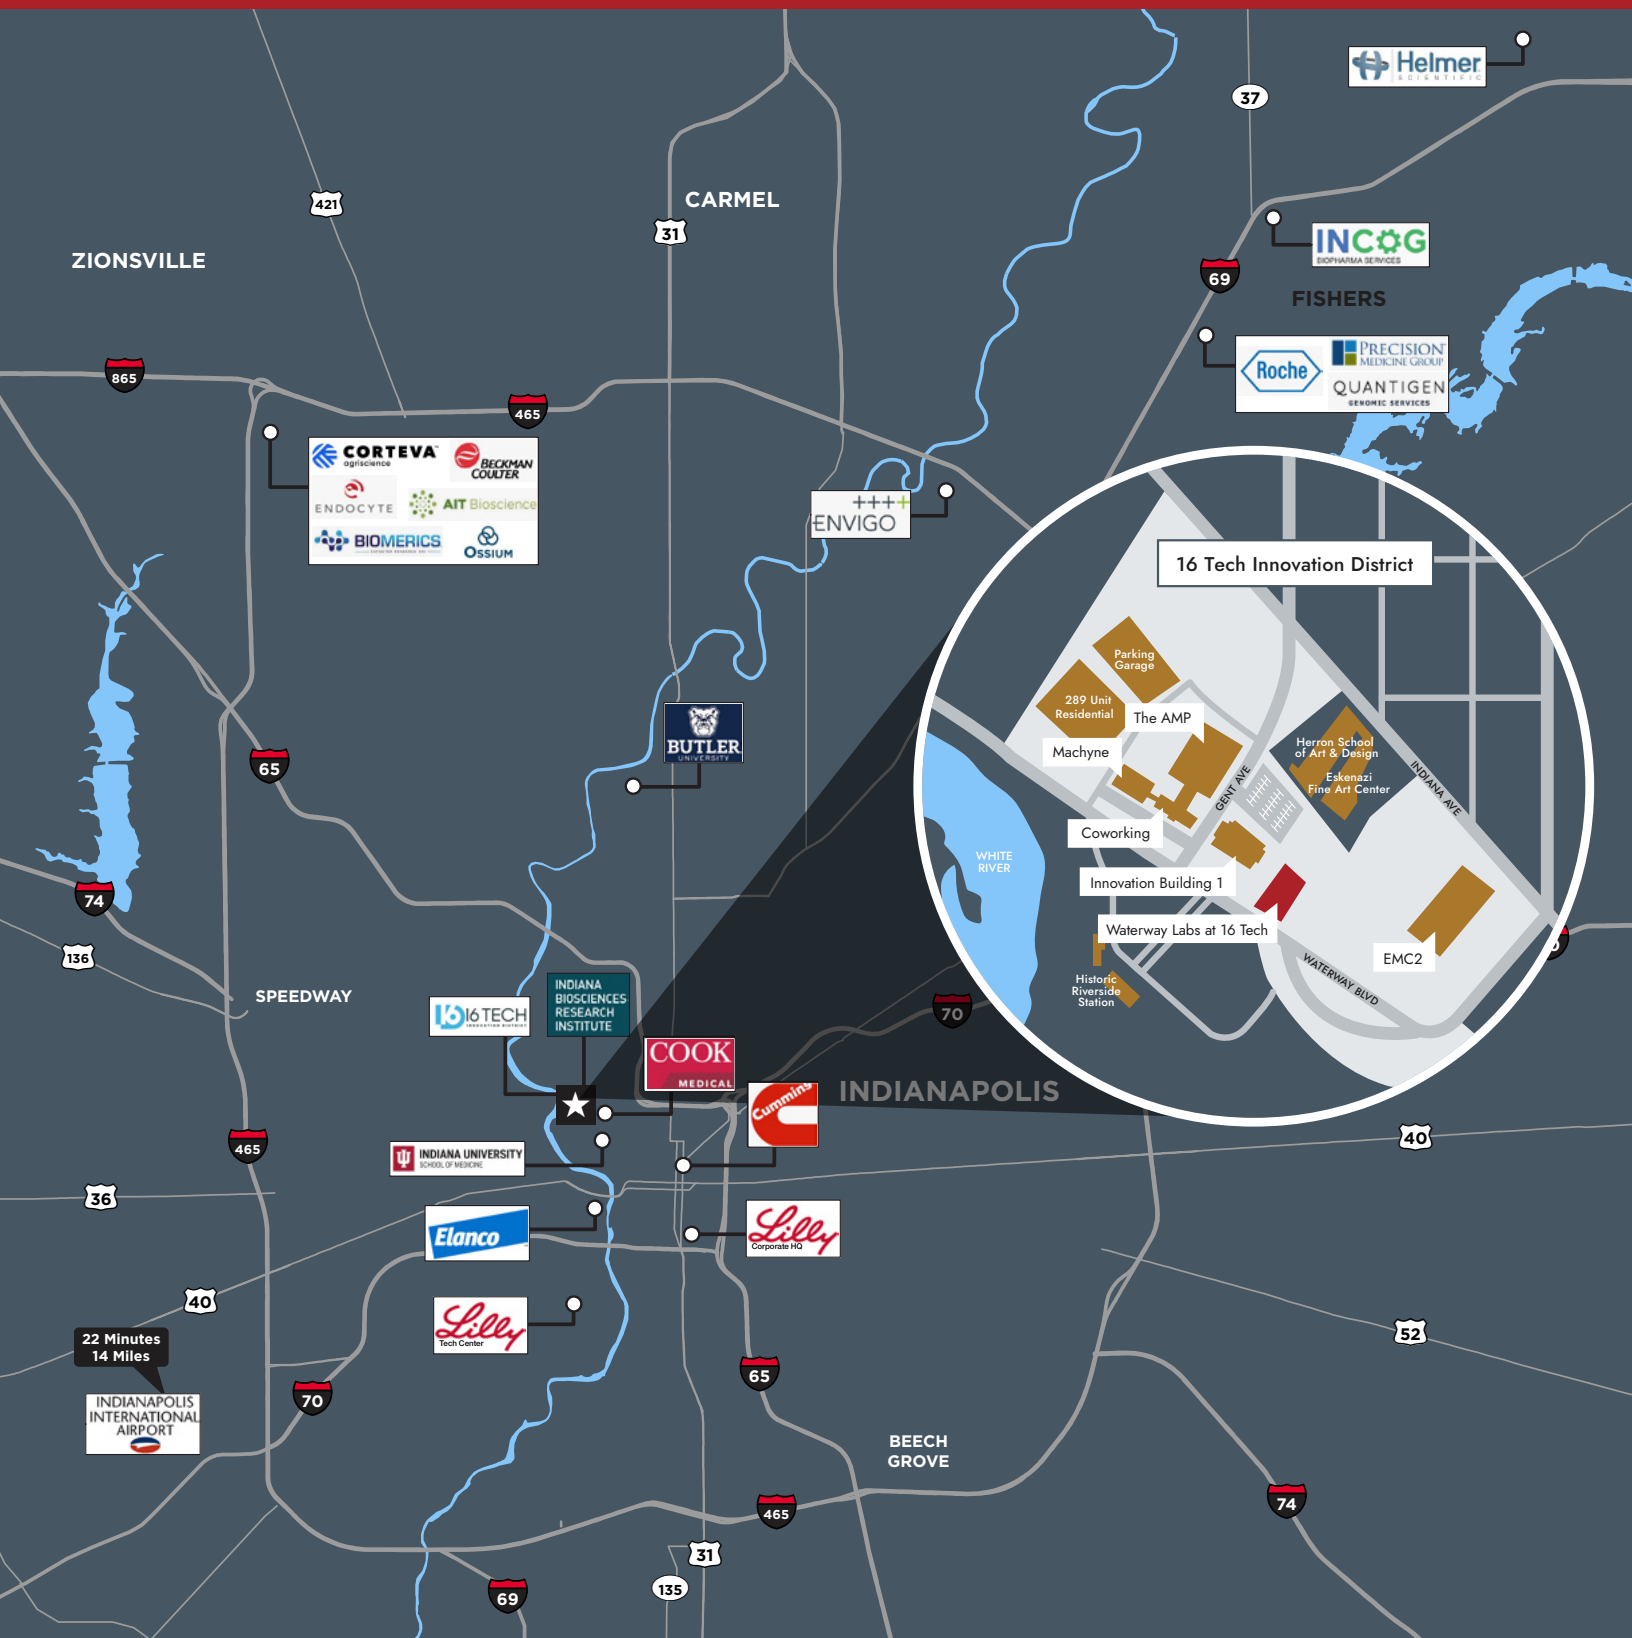 Helmer
SCIENTIFIC
37
421
CARMEL
31
INCOG
BIOPHARMA SERVICES
ZIONSVILLE
69
FISHERS
Roche
PRECISION
MEDICINE GROUP
QUANTIGEN
GENOMIC SERVICES
865
465
CORTEVA™
agriscience
BECKMAN
COULTER
ENDOCYTE
AIT Bioscience
BIOMERICS
OSSIUM
++++
ENVIGO
16 Tech Innovation District
Parking
Garage
289 Unit
Residential
The AMP
Machyne
Herron School
of Art & Design
Eskenazi
Fine Art Center
GENT AVE
INDIANA AVE
Coworking
WHITE
RIVER
Innovation Building 1
Waterway Labs at 16 Tech
EMC2
WATERWAY BLVD
Historic
Riverside
Station
BUTLER
UNIVERSITY
65
74
136
SPEEDWAY
16 TECH
INNOVATION DISTRICT
INDIANA
BIOSCIENCES
RESEARCH
INSTITUTE
70
COOK
MEDICAL
Cummins
INDIANAPOLIS
465
INDIANA UNIVERSITY
SCHOOL OF MEDICINE
40
36
Elanco
Lilly
Corporate HQ
40
Lilly
Tech Center
52
22 Minutes
14 Miles
INDIANAPOLIS
INTERNATIONAL
AIRPORT
70
65
BEECH
GROVE
465
74
31
135
69